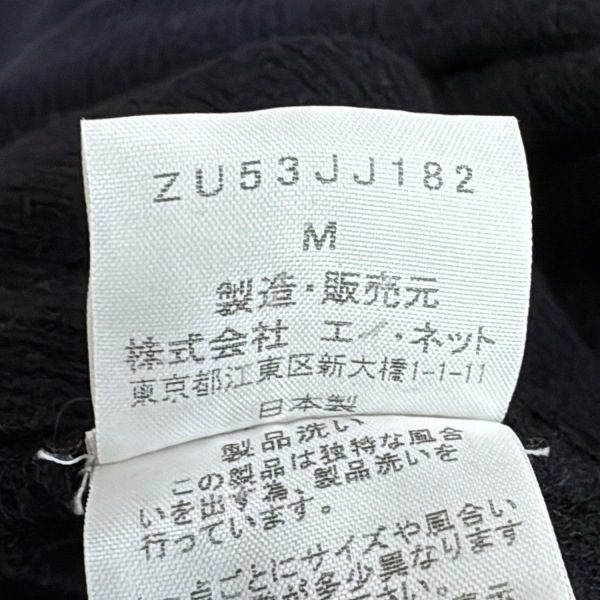 ZU53JJ182
M
製造・販売元
株式会社 エイ・ネット
東京都江東区新大橋1-1-11
日本製
製品洗い
この製品は独特な風合
いを出す為、製品洗いを
行っています。
ごとにサイズや風合い
が多少異なります